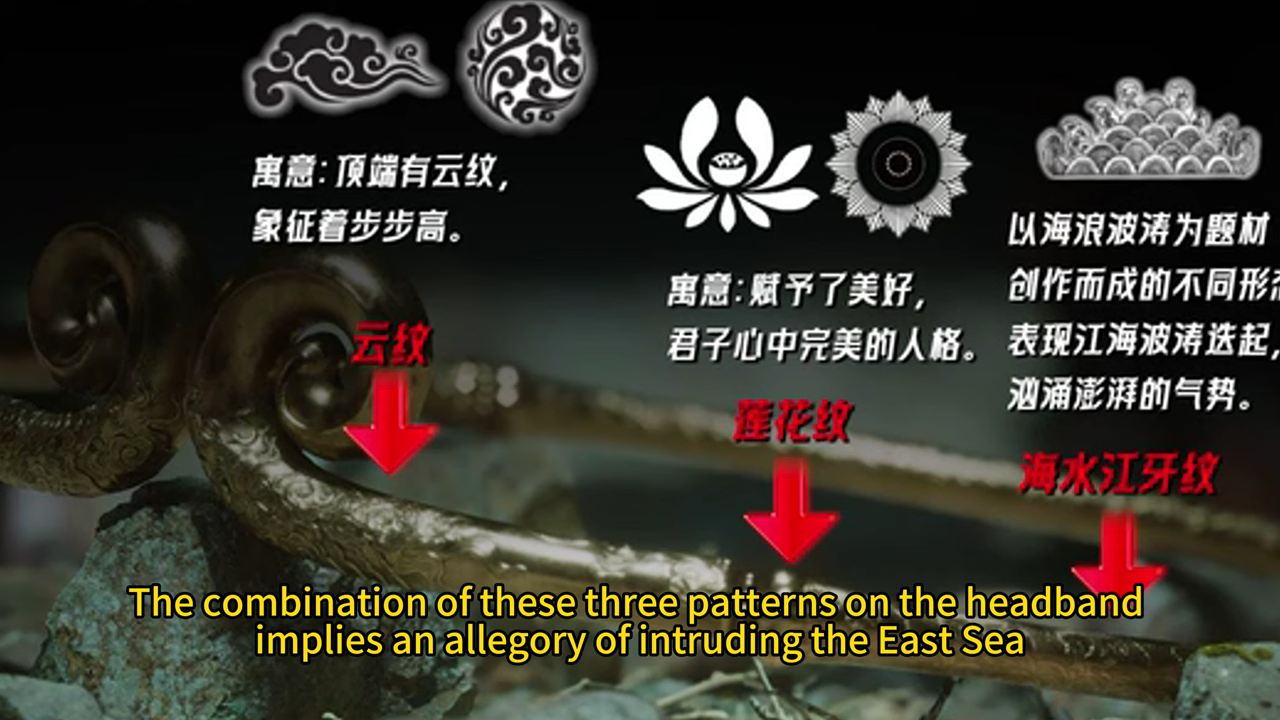 寓意：顶端有云纹，
象征着步步高。
寓意：赋予了美好，
君子心中完美的人格。
以海浪波涛为题材
创作而成的不同形态
表现江海波涛迭起，
汹涌澎湃的气势。
云纹
莲花纹
海水江牙纹
The combination of these three patterns on the headband
implies an allegory of intruding the East Sea